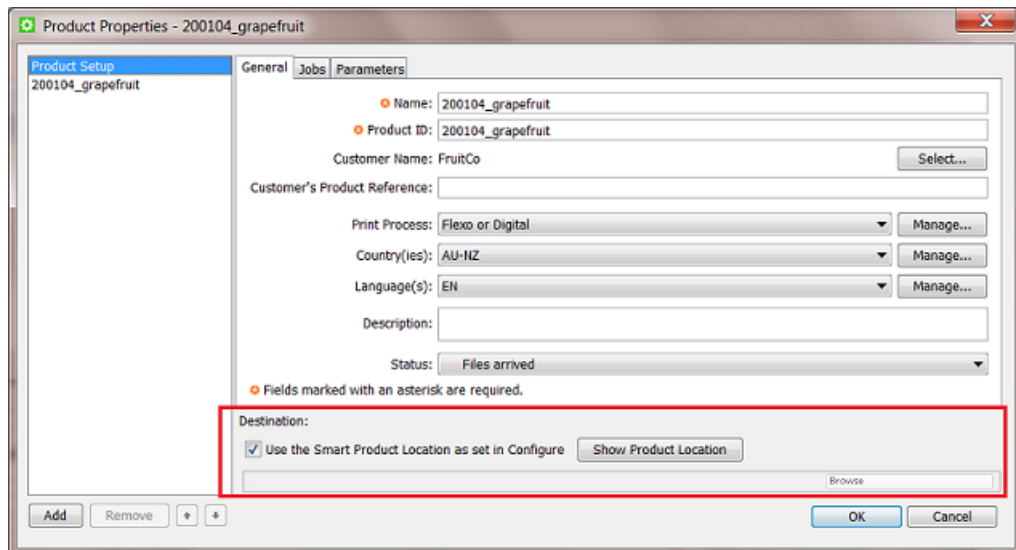 Product Properties - 200104_grapefruit
Product Setup
200104_grapefruit
General Jobs Parameters
Name: 200104_grapefruit
Product ID: 200104_grapefruit
Customer Name: FruitCo Select...
Customer's Product Reference:
Print Process: Flexo or Digital Manage...
Country(ies): AU-NZ Manage...
Language(s): EN Manage...
Description:
Status: Files arrived
Fields marked with an asterisk are required.
Destination:
Use the Smart Product Location as set in Configure Show Product Location
Browse
Add Remove OK Cancel